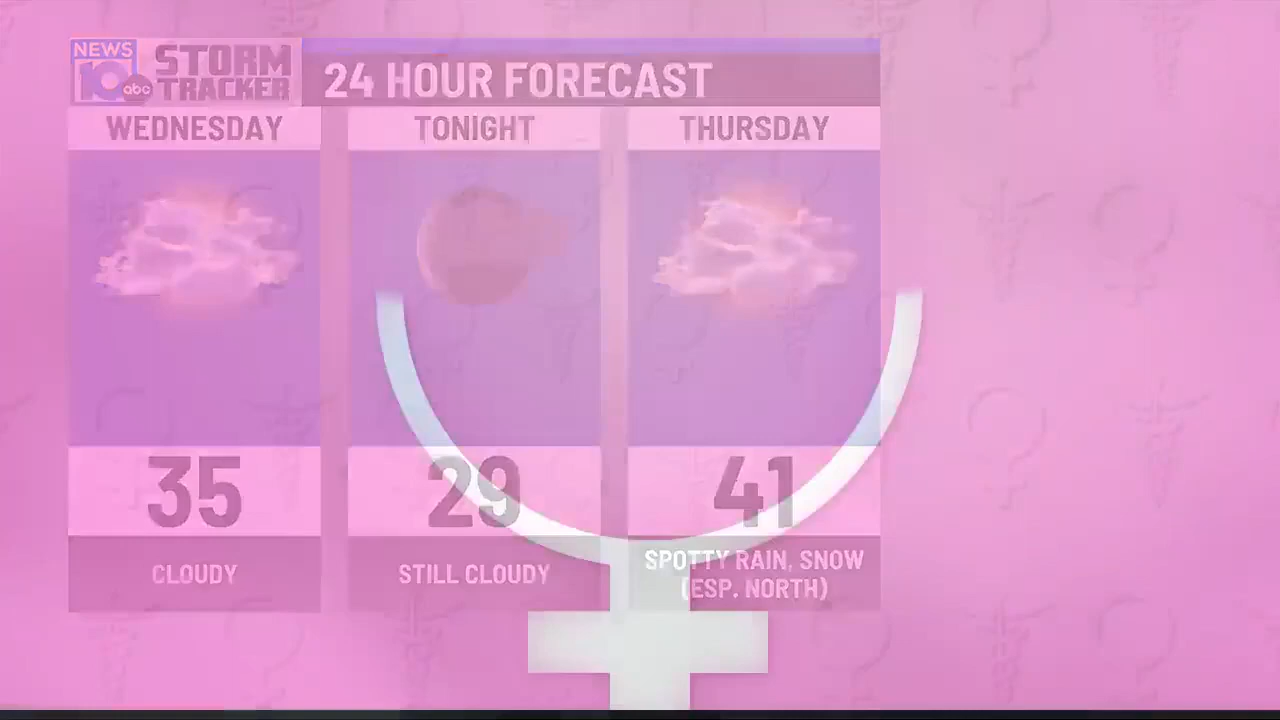 NEWS
10
abc
STORM
TRACKER
24 HOUR FORECAST
WEDNESDAY
TONIGHT
THURSDAY
35
29
41
CLOUDY
STILL CLOUDY
SPOTTY RAIN, SNOW
(ESP. NORTH)